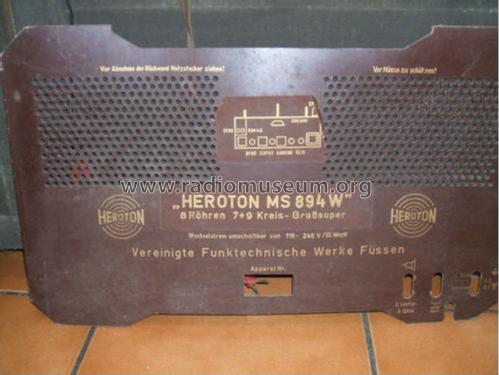 Vor Abnahme der Rückwand Netzstecker ziehen!
Vor Nässe zu schützen!
www.radiomuseum.org
„HEROTON MS 894 W”
8 Röhren 7+9 Kreis-Großsuper
HEROTON
HEROTON
Wechselstrom umschaltbar von 110-240 V/55 Watt
Vereinigte Funktechnische Werke Füssen
Apparat Nr.